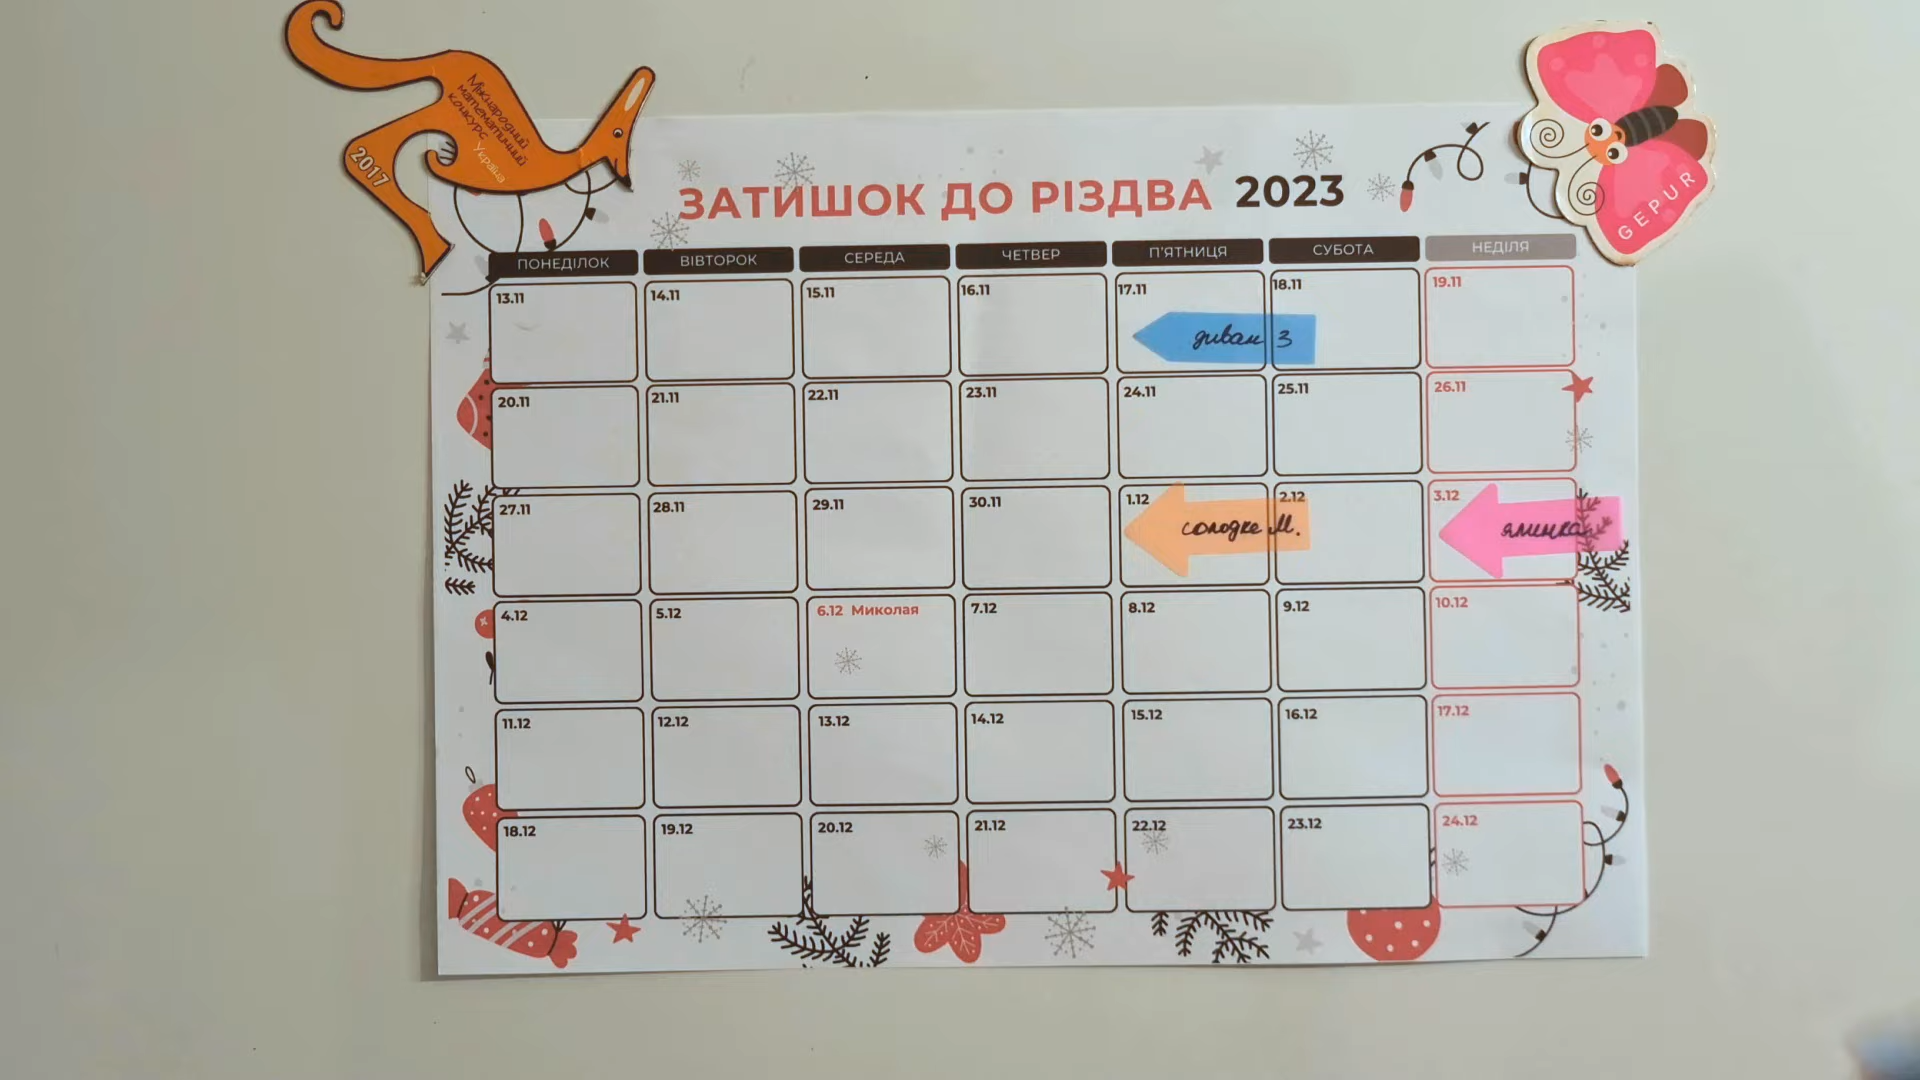 Міжнародний
математичний
конкурс
Україна
2017
GEPUR
ЗАТИШОК ДО РІЗДВА 2023
ПОНЕДІЛОК ВІВТОРОК СЕРЕДА ЧЕТВЕР П'ЯТНИЦЯ СУБОТА НЕДІЛЯ
13.11 14.11 15.11 16.11 17.11 18.11 19.11
диван З
20.11 21.11 22.11 23.11 24.11 25.11 26.11
27.11 28.11 29.11 30.11 1.12 2.12 3.12
солодке М. ялинка
4.12 5.12 6.12 Миколая 7.12 8.12 9.12 10.12
11.12 12.12 13.12 14.12 15.12 16.12 17.12
18.12 19.12 20.12 21.12 22.12 23.12 24.12